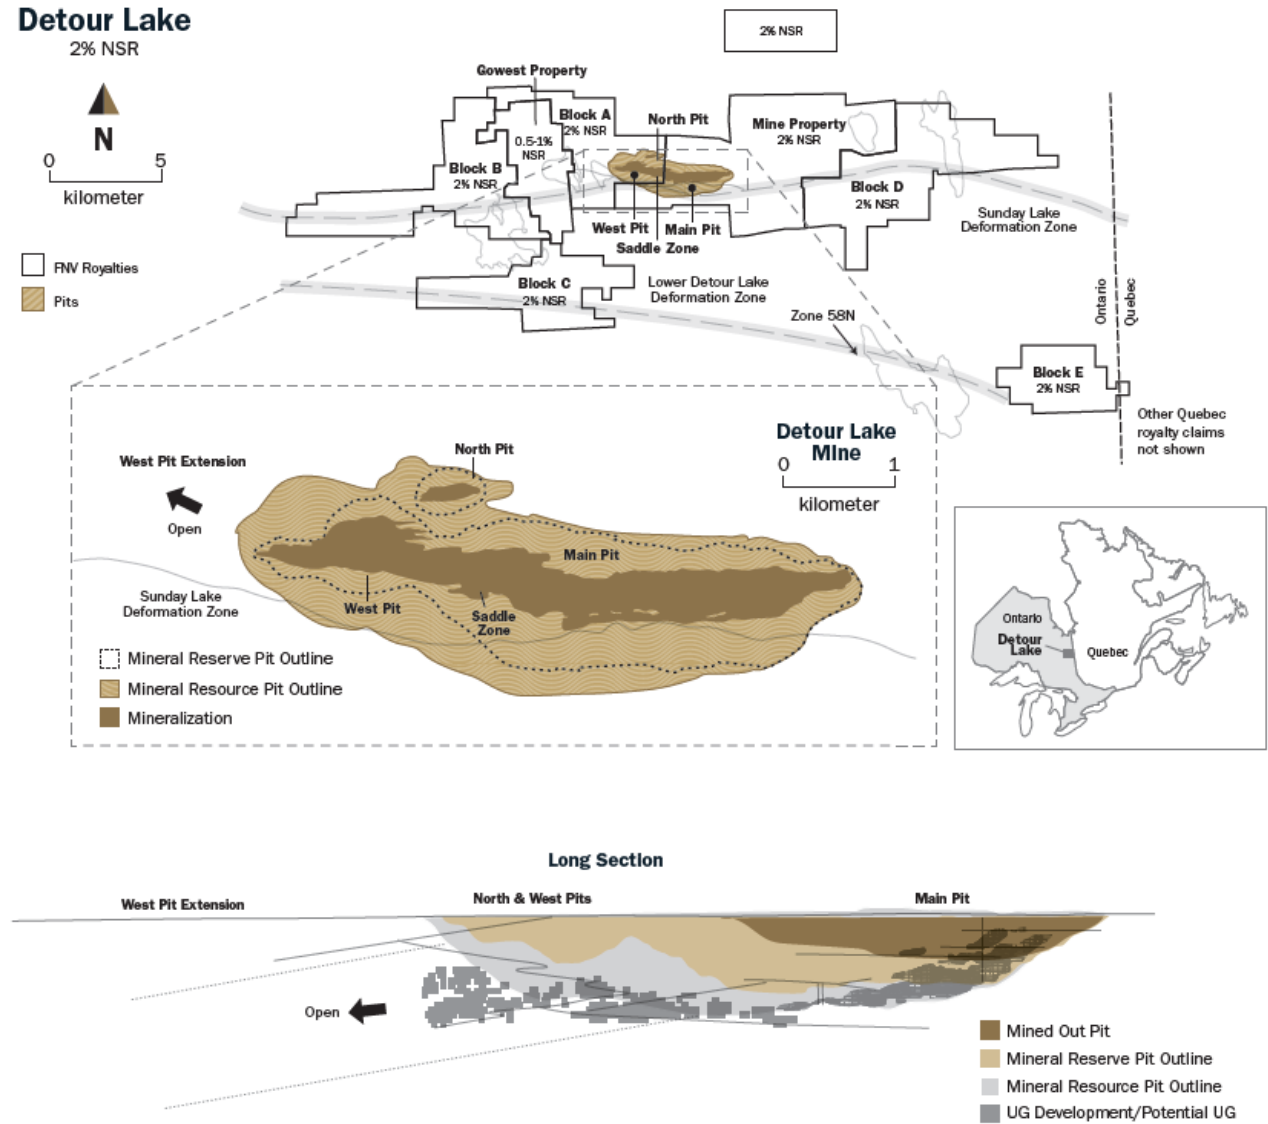 Detour Lake
2% NSR
N
0 5
kilometer
FNV Royalties
Pits
2% NSR
Gowest Property
Block A
2% NSR
0.5-1%
NSR
Block B
2% NSR
North Pit
Mine Property
2% NSR
Block D
2% NSR
West Pit
Main Pit
Saddle Zone
Sunday Lake
Deformation Zone
Block C
2% NSR
Lower Detour Lake
Deformation Zone
Zone 58N
Ontario
Quebec
Block E
2% NSR
Other Quebec
royalty claims
not shown
Detour Lake
Mine
0 1
kilometer
West Pit Extension
Open
North Pit
Main Pit
Sunday Lake
Deformation Zone
West Pit
Saddle
Zone
Mineral Reserve Pit Outline
Mineral Resource Pit Outline
Mineralization
Ontario
Detour
Lake
Quebec
Long Section
West Pit Extension
North & West Pits
Main Pit
Open
Mined Out Pit
Mineral Reserve Pit Outline
Mineral Resource Pit Outline
UG Development/Potential UG